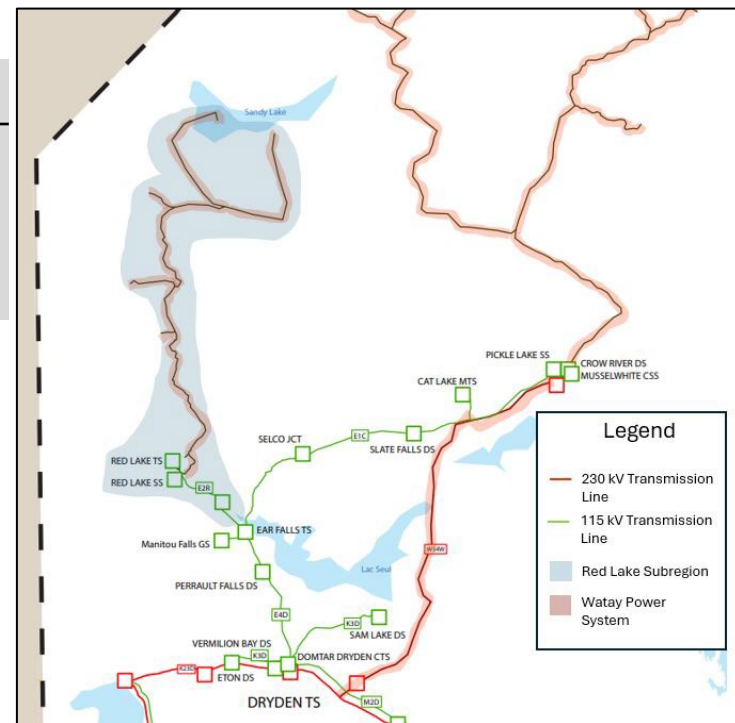 Sandy Lake
PICKLE LAKE SS
CROW RIVER DS
MUSSELWHITE CSS
CAT LAKE MTS
SELCO JCT
E1C
SLATE FALLS DS
RED LAKE TS
RED LAKE SS
E2R
EAR FALLS TS
Manitou Falls GS
W54W
Lac Seul
PERRAULT FALLS DS
E4D
K3D
SAM LAKE DS
VERMILION BAY DS
K3D
DOMTAR DRYDEN CTS
K23D
ETON DS
DRYDEN TS
M2D
Legend
230 kV Transmission
Line
115 kV Transmission
Line
Red Lake Subregion
Watay Power
System